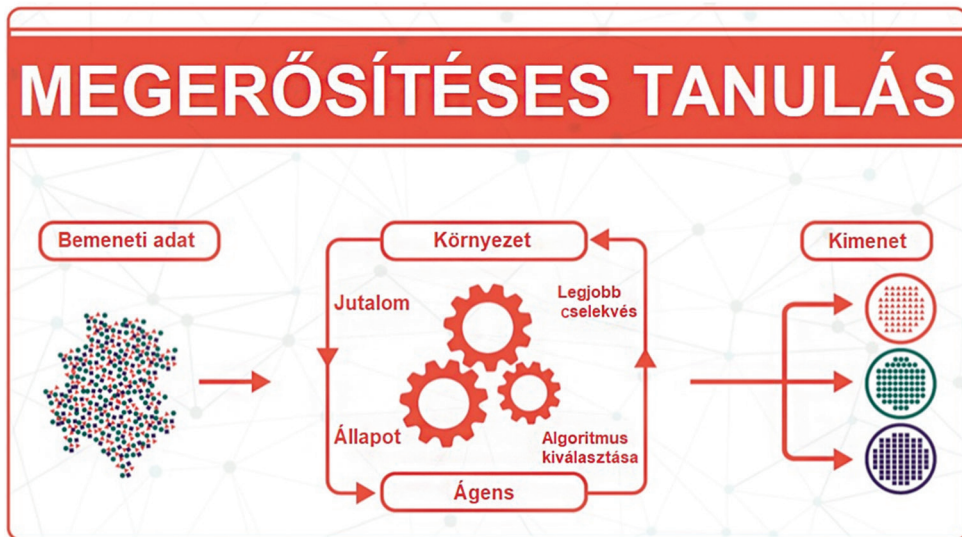 MEGERŐSÍTÉSES TANULÁS
Bemeneti adat
Környezet
Kimenet
Jutalom
Legjobb
cselekvés
Állapot
Algoritmus
kiválasztása
Ágens